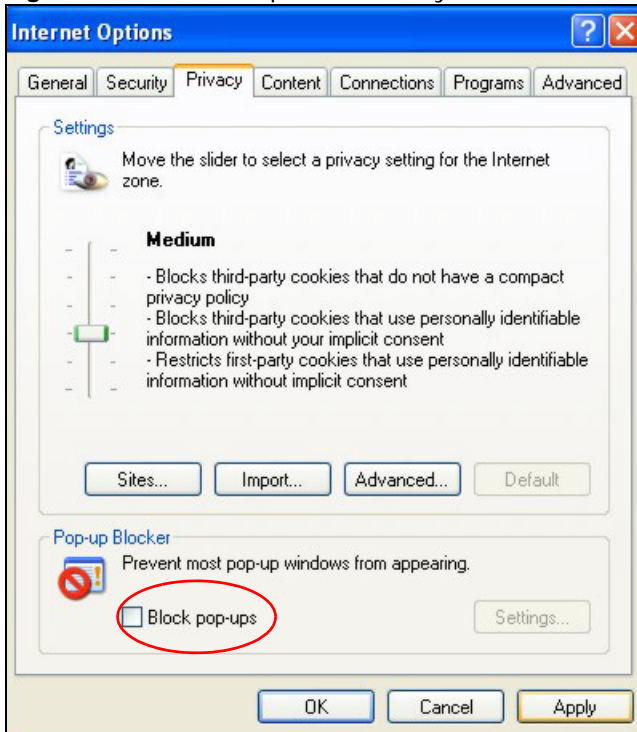 Internet Options
?
General Security Privacy Content Connections Programs Advanced
Settings
Move the slider to select a privacy setting for the Internet
zone.
Medium
- Blocks third-party cookies that do not have a compact
privacy policy
- Blocks third-party cookies that use personally identifiable
information without your implicit consent
- Restricts first-party cookies that use personally identifiable
information without implicit consent
Sites... Import... Advanced... Default
Pop-up Blocker
Prevent most pop-up windows from appearing.
Block pop-ups
Settings...
OK Cancel Apply